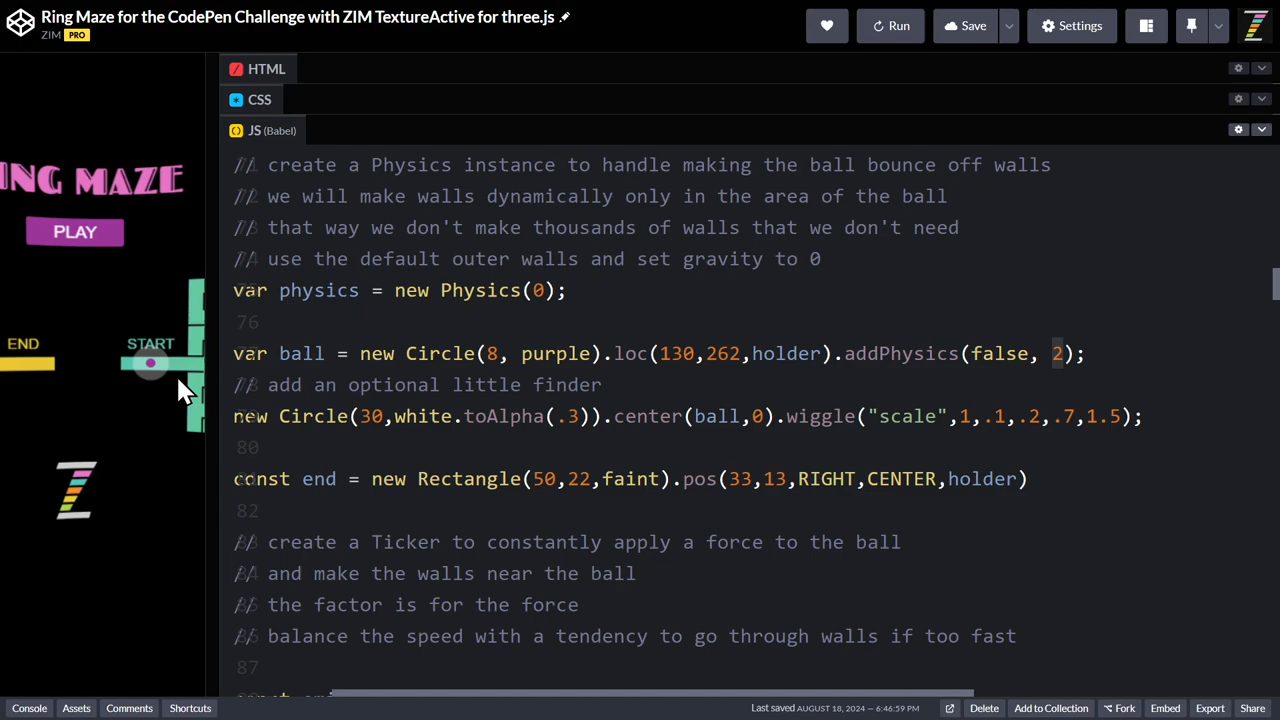 Ring Maze for the CodePen Challenge with ZIM TextureActive for three.js
ZIM PRO
Run
Save
Settings
HTML
CSS
JS (Babel)
RING MAZE
PLAY
END
START
// create a Physics instance to handle making the ball bounce off walls
// we will make walls dynamically only in the area of the ball
// that way we don't make thousands of walls that we don't need
// use the default outer walls and set gravity to 0
var physics = new Physics(0);
76
var ball = new Circle(8, purple).loc(130,262,holder).addPhysics(false, 2);
// add an optional little finder
new Circle(30,white.toAlpha(.3)).center(ball,0).wiggle("scale",1,.1,.2,.7,1.5);
80
const end = new Rectangle(50,22,faint).pos(33,13,RIGHT,CENTER,holder)
82
// create a Ticker to constantly apply a force to the ball
// and make the walls near the ball
// the factor is for the force
// balance the speed with a tendency to go through walls if too fast
87
Console
Assets
Comments
Shortcuts
Last saved AUGUST 18, 2024 — 6:46:59 PM
Delete
Add to Collection
Fork
Embed
Export
Share